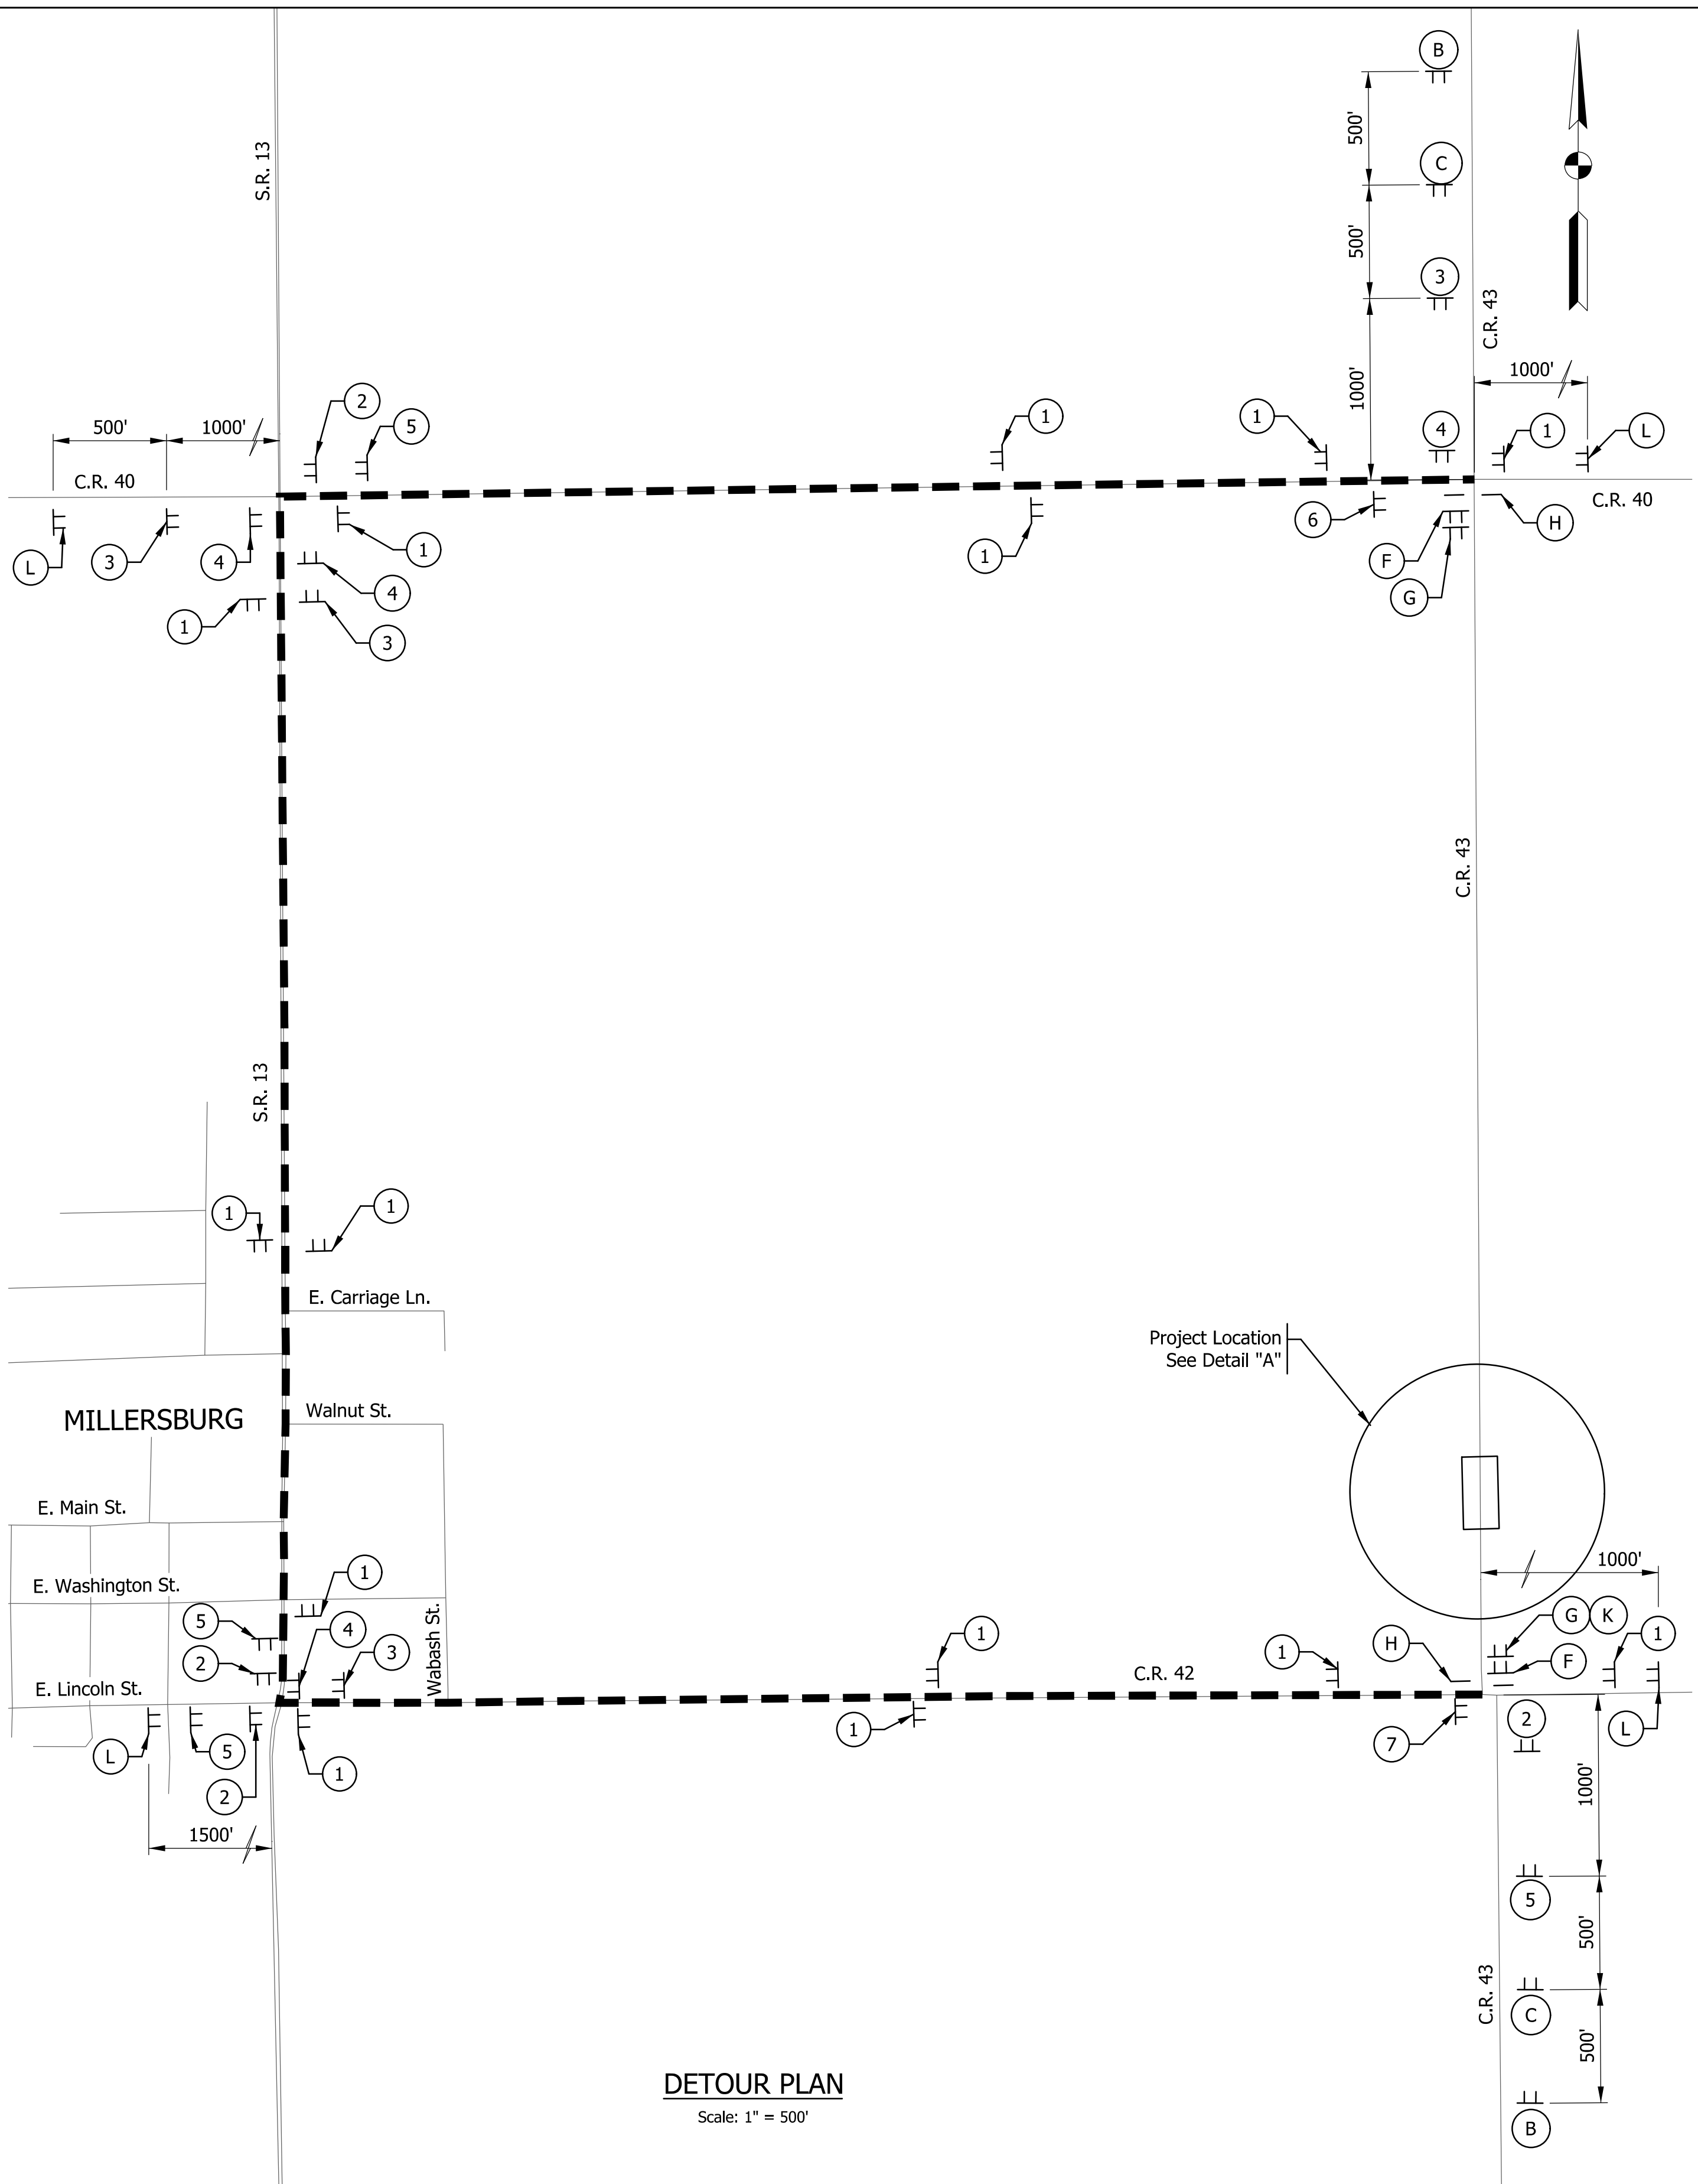 B
500'
S.R. 13
C
500'
3
C.R. 43
1000'
1000'
2
1
1
4
1
L
500'
1000'
5
C.R. 40
C.R. 40
6
H
L
3
4
1
1
F
4
G
1
3
C.R. 43
S.R. 13
1
1
E. Carriage Ln.
Project Location
See Detail "A"
Walnut St.
MILLERSBURG
E. Main St.
1000'
1
E. Washington St.
5
4
G
K
1
1
H
1
3
2
Wabash St.
1
F
C.R. 42
E. Lincoln St.
2
1
L
L
5
7
1
2
1000'
1500'
5
500'
C.R. 43
C
500'
DETOUR PLAN
Scale: 1" = 500'
B